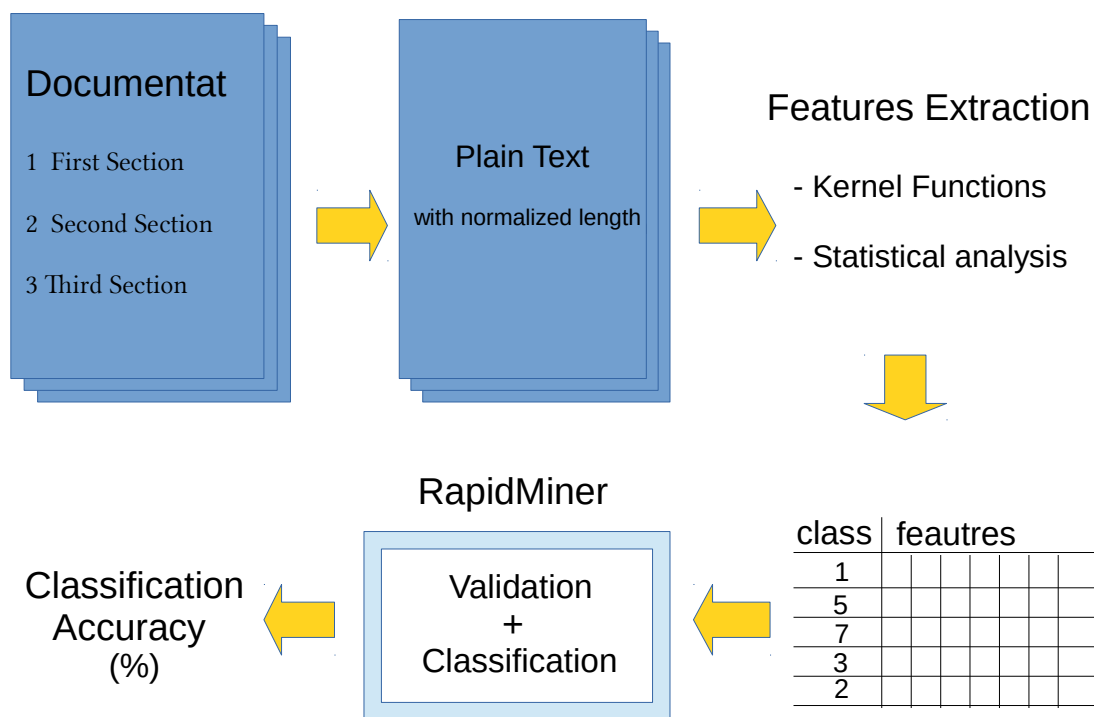 Documentat
1 First Section
2 Second Section
3 Third Section
Plain Text
with normalized length
Features Extraction
- Kernel Functions
- Statistical analysis
class feautres
1
5
7
3
2
RapidMiner
Validation
+
Classification
Classification
Accuracy
(%)